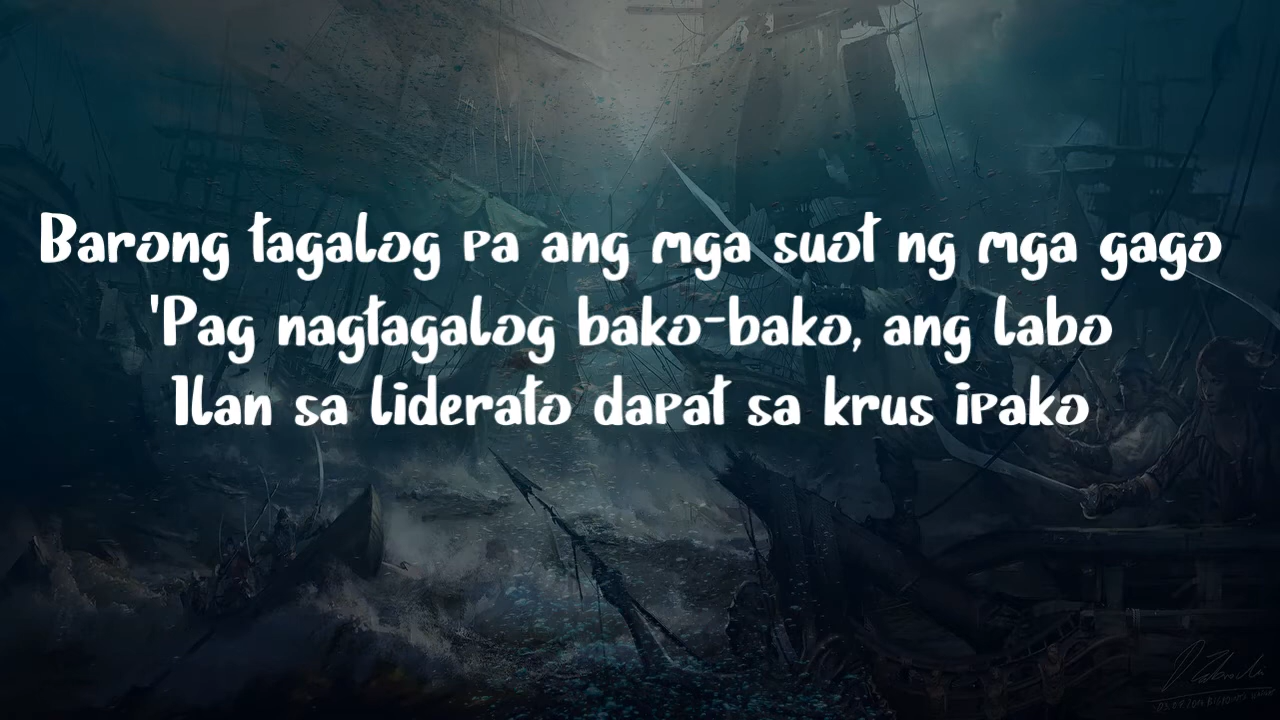 Barong tagalog pa ang mga suot ng mga gago
'Pag nagtagalog bako-bako, ang labo
Ilan sa liderato dapat sa krus ipako